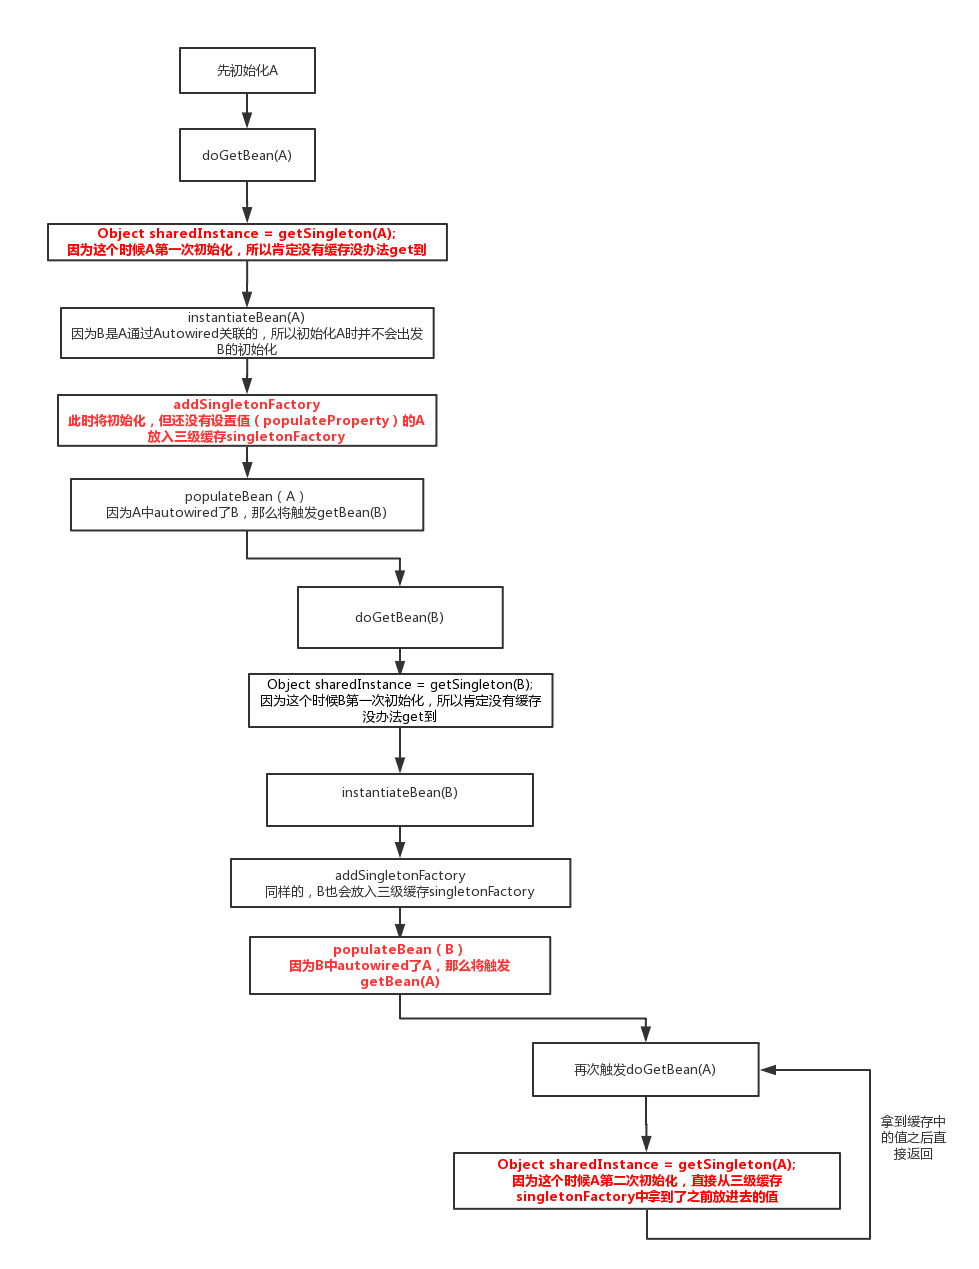 先初始化A
doGetBean(A)
Object sharedInstance = getSingleton(A);
因为这个时候A第一次初始化，所以肯定没有缓存没办法get到
instantiateBean(A)
因为B是A通过Autowired关联的，所以初始化A时并不会出发
B的初始化
addSingletonFactory
此时将初始化，但还没有设置值（populateProperty）的A
放入三级缓存singletonFactory
populateBean（A）
因为A中autowired了B，那么将触发getBean(B)
doGetBean(B)
Object sharedInstance = getSingleton(B);
因为这个时候B第一次初始化，所以肯定没有缓存
没办法get到
instantiateBean(B)
addSingletonFactory
同样的，B也会放入三级缓存singletonFactory
populateBean（B）
因为B中autowired了A，那么将触发
getBean(A)
再次触发doGetBean(A)
拿到缓存中
的值之后直
接返回
Object sharedInstance = getSingleton(A);
因为这个时候A第二次初始化，直接从三级缓存
singletonFactory中拿到了之前放进去的值